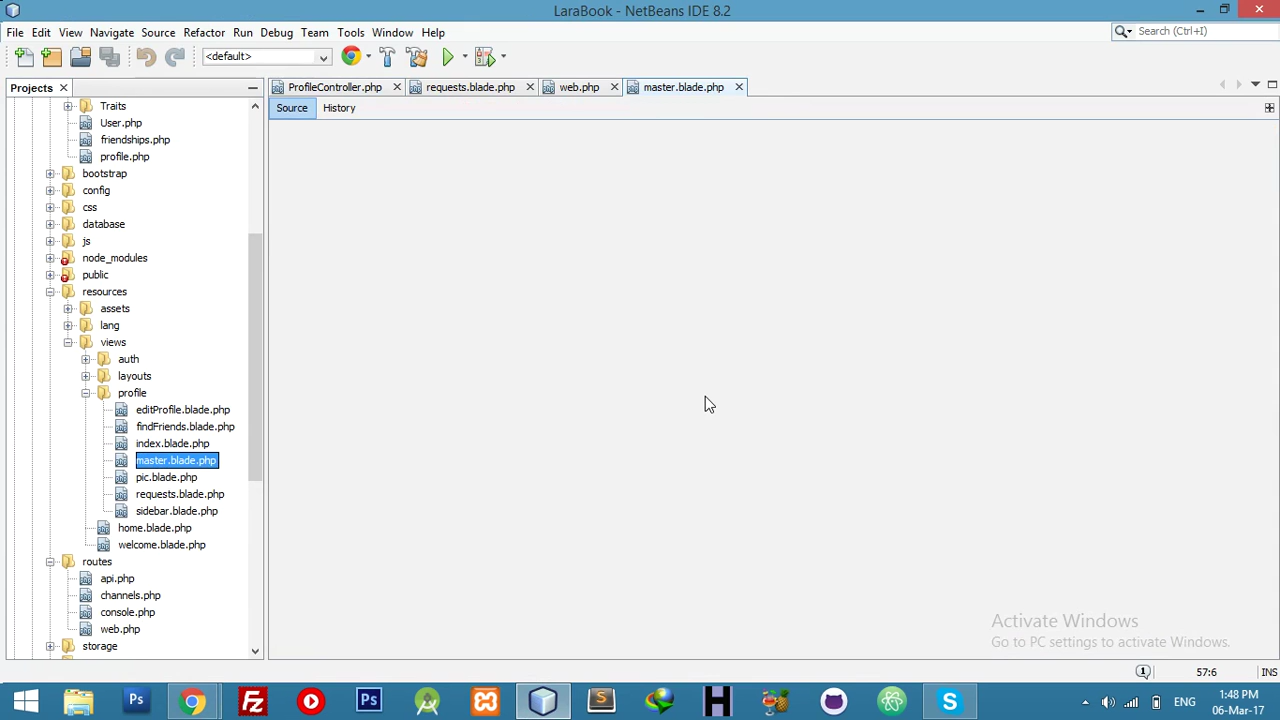 LaraBook - NetBeans IDE 8.2
File Edit View Navigate Source Refactor Run Debug Team Tools Window Help
Search (Ctrl+I)
<default>
Projects
ProfileController.php requests.blade.php web.php master.blade.php
Source History
Traits
User.php
friendships.php
profile.php
bootstrap
config
css
database
js
node_modules
public
resources
assets
lang
views
auth
layouts
profile
editProfile.blade.php
findFriends.blade.php
index.blade.php
master.blade.php
pic.blade.php
requests.blade.php
sidebar.blade.php
home.blade.php
welcome.blade.php
routes
api.php
channels.php
console.php
web.php
storage
Activate Windows
Go to PC settings to activate Windows.
57:6 INS
ENG
1:48 PM
06-Mar-17